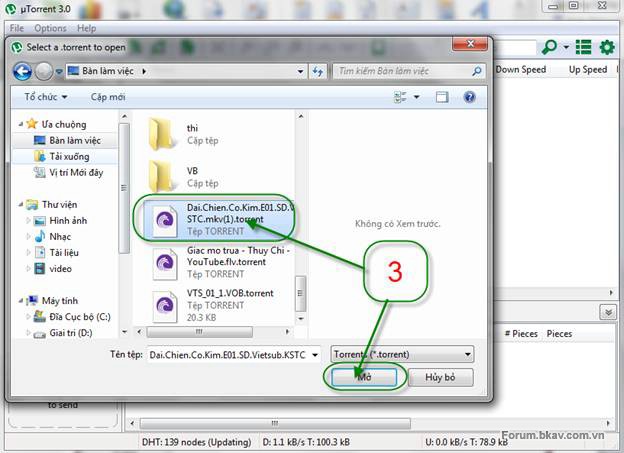 µTorrent 3.0
File Options Help
Select a .torrent to open
Bàn làm việc
Tìm kiếm Bàn làm việc
Down Speed Up Speed
Tổ chức Cặp mới
Ưa chuộng
Bàn làm việc
Tải xuống
Vị trí Mới đây
Thư viện
Hình ảnh
Nhạc
Tài liệu
video
Máy tính
Đĩa Cục bộ (C:)
Giai tri (D:)
thi
Cặp tệp
VB
Cặp tệp
Dai.Chien.Co.Kim.E01.SD.V
STC.mkv(1).torrent
Tệp TORRENT
Giac mo trua - Thuy Chi -
YouTube.flv.torrent
Tệp TORRENT
VTS_01_1.VOB.torrent
Tệp TORRENT
20.3 KB
Không có Xem trước.
3
# Pieces Pieces
Tên tệp: Dai.Chien.Co.Kim.E01.SD.Vietsub.KSTC
Torrents (*.torrent)
Mở Hủy bỏ
to send
DHT: 139 nodes (Updating) D: 1.1 kB/s T: 100.3 kB U: 0.0 kB/s T: 78.9 kB
Forum.bkav.com.vn